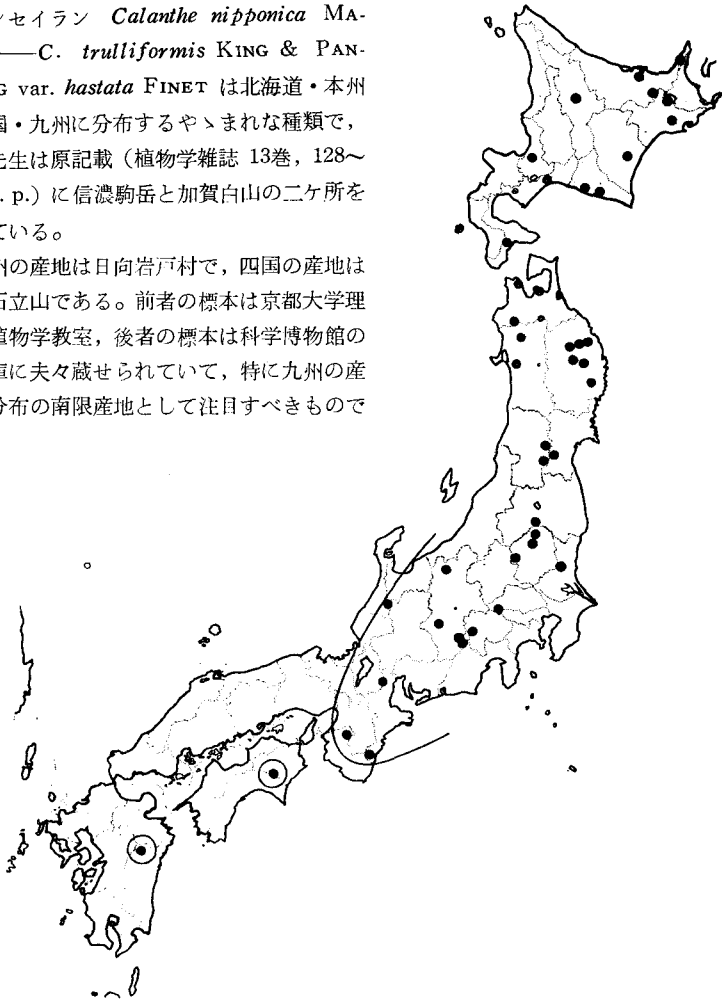 セイラン Calanthe nipponica MA-
——C. trulliformis KING & PAN-
G var. hastata FINET は北海道・本州
国・九州に分布するやゝまれな種類で,
先生は原記載（植物学雑誌 13巻, 128～
. p.）に信濃駒岳と加賀白山の二ケ所を
ている。
州の産地は日向岩戸村で, 四国の産地は
石立山である。前者の標本は京都大学理
植物学教室, 後者の標本は科学博物館の
庫に夫々蔵せられていて, 特に九州の産
分布の南限産地として注目すべきもので